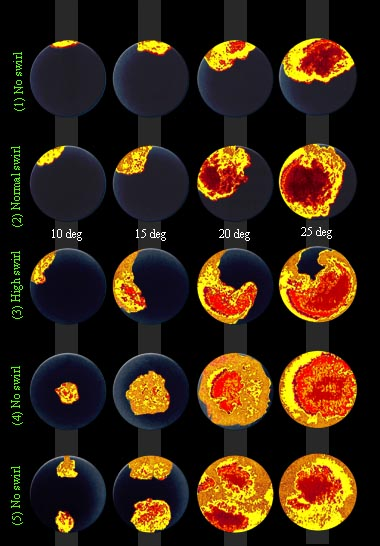 (1) No swirl
(2) Normal swirl
10 deg 15 deg 20 deg 25 deg
(3) High swirl
(4) No swirl
(5) No swirl